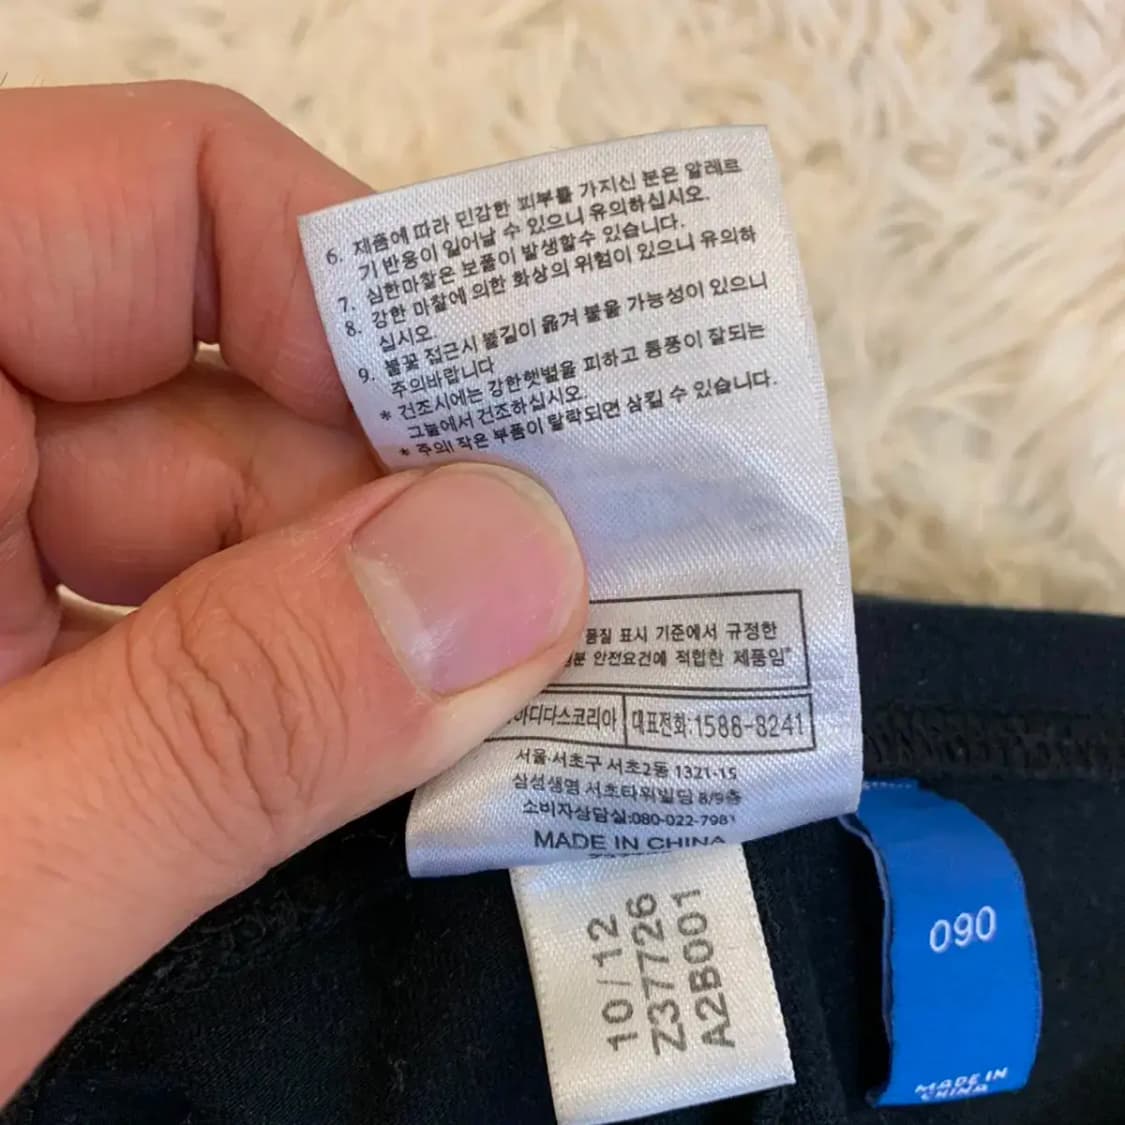 6. 제품에 따라 민감한 피부를 가지신 분은 알레르
기 반응이 일어날 수 있으니 유의하십시오.
7. 심한마찰은 보풀이 발생할수 있습니다.
8. 강한 마찰에 의한 화상의 위험이 있으니 유의하
십시오.
9. 불꽃 접근시 불길이 옮겨 붙을 가능성이 있으니
주의바랍니다
* 건조시에는 강한햇볕을 피하고 통풍이 잘되는
그늘에서 건조하십시오.
* 주의! 작은 부품이 탈락되면 삼킬 수 있습니다.
품질 표시 기준에서 규정한
안전요건에 적합한 제품임"
아디다스코리아 대표전화:1588-8241
서울 서초구 서초2동 1321-15
삼성생명 서초타워빌딩 8/9층
소비자상담실:080-022-7981
MADE IN CHINA
10/12
Z37726
A2B001
090
MADE IN
CHINA